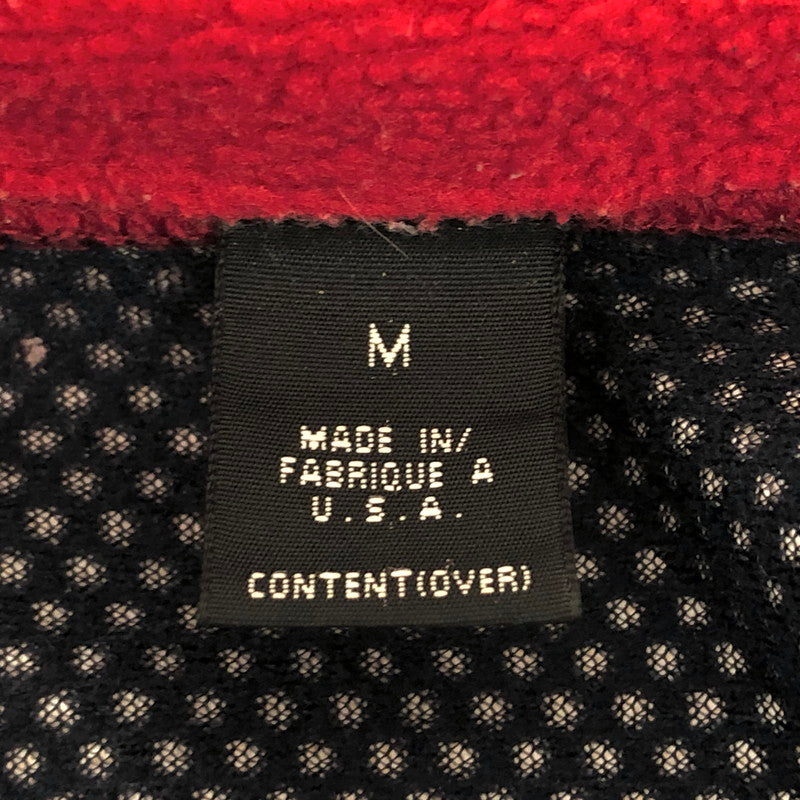 M
MADE IN/
FABRIQUE A
U.S.A.
CONTENT(OVER)